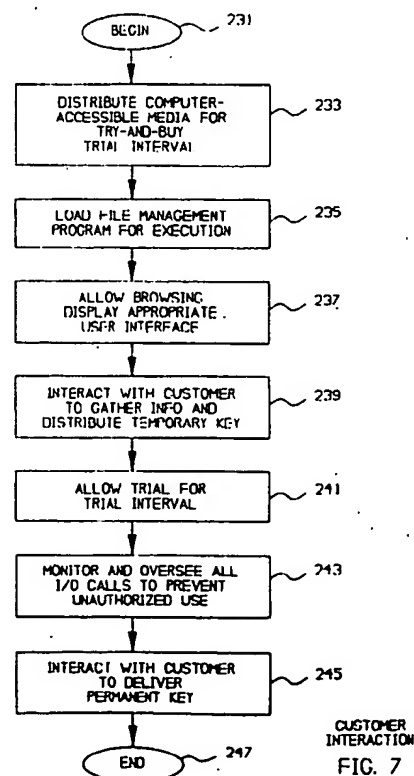 BEGIN
231
DISTRIBUTE COMPUTER-
ACCESSIBLE MEDIA FOR
TRY-AND-BUY
TRIAL INTERVAL
233
LOAD FILE MANAGEMENT
PROGRAM FOR EXECUTION
235
ALLOW BROWSING
DISPLAY APPROPRIATE
USER INTERFACE
237
INTERACT WITH CUSTOMER
TO GATHER INFO AND
DISTRIBUTE TEMPORARY KEY
239
ALLOW TRIAL FOR
TRIAL INTERVAL
241
MONITOR AND OVERSEE ALL
I/O CALLS TO PREVENT
UNAUTHORIZED USE
243
INTERACT WITH CUSTOMER
TO DELIVER
PERMANENT KEY
245
END
247
CUSTOMER
INTERACTION
FIG. 7